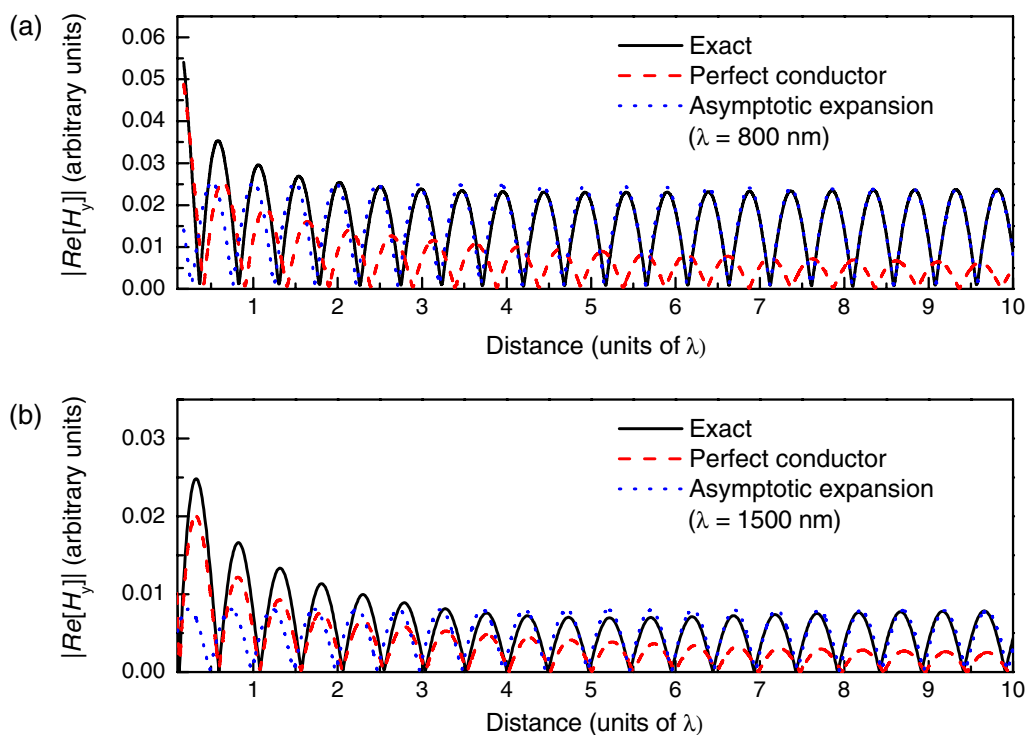 (a)
|Re[H_y]| (arbitrary units)
0.06
0.05
0.04
0.03
0.02
0.01
0.00
Exact
Perfect conductor
Asymptotic expansion
(λ = 800 nm)
1 2 3 4 5 6 7 8 9 10
Distance (units of λ)
(b)
|Re[H_y]| (arbitrary units)
0.03
0.02
0.01
0.00
Exact
Perfect conductor
Asymptotic expansion
(λ = 1500 nm)
1 2 3 4 5 6 7 8 9 10
Distance (units of λ)